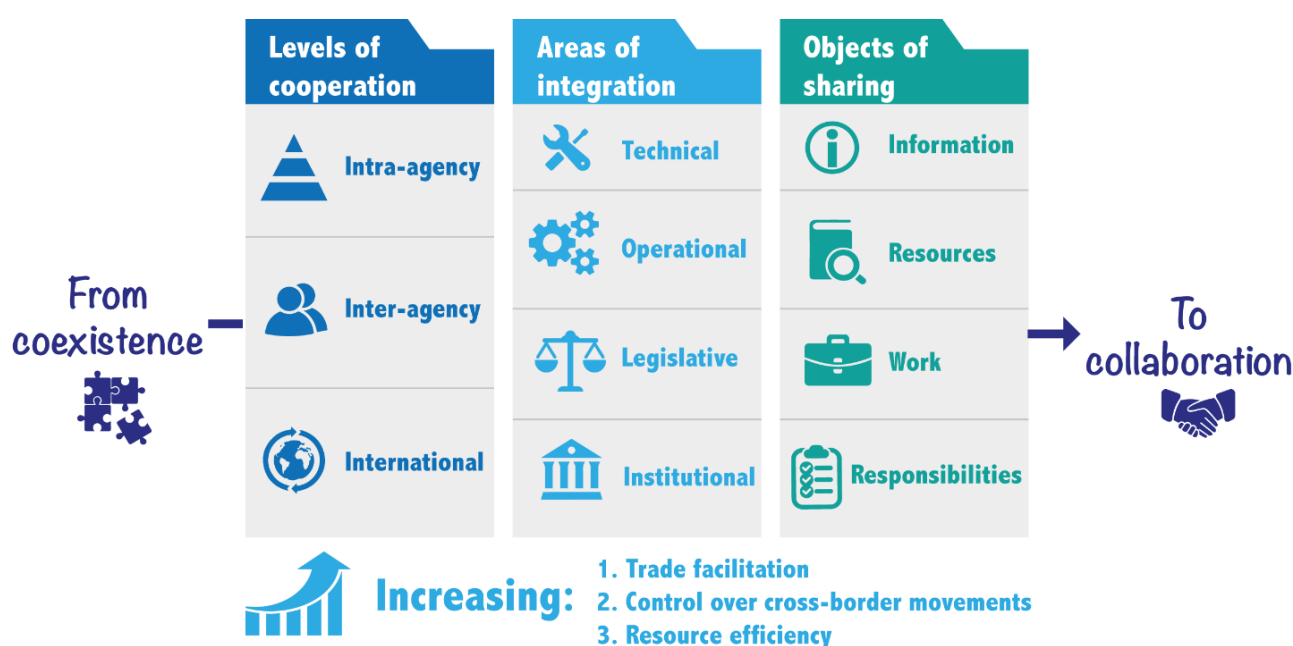 From
coexistence
Levels of
cooperation
Intra-agency
Inter-agency
International
Areas of
integration
Technical
Operational
Legislative
Institutional
Objects of
sharing
Information
Resources
Work
Responsibilities
To
collaboration
Increasing:
1. Trade facilitation
2. Control over cross-border movements
3. Resource efficiency